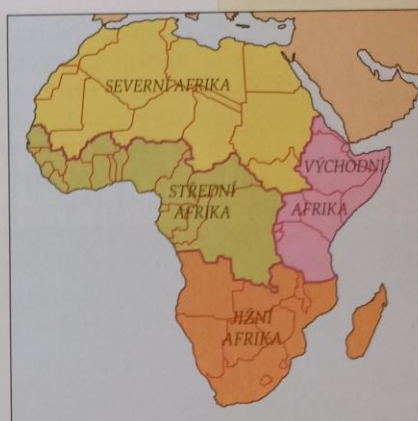 SEVERNÍ AFRIKA
VÝCHODNÍ
AFRIKA
STŘEDNÍ
AFRIKA
JIŽNÍ
AFRIKA